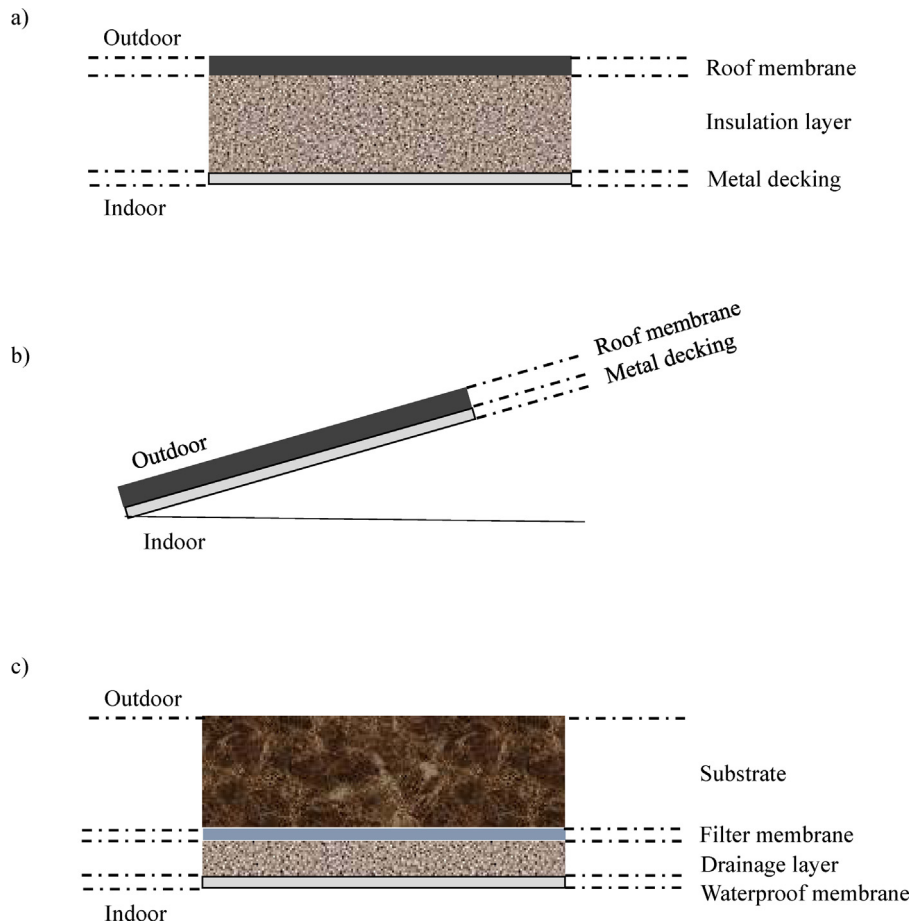 a)
Outdoor
Roof membrane
Insulation layer
Metal decking
Indoor
b)
Roof membrane
Metal decking
Outdoor
Indoor
c)
Outdoor
Substrate
Filter membrane
Drainage layer
Waterproof membrane
Indoor